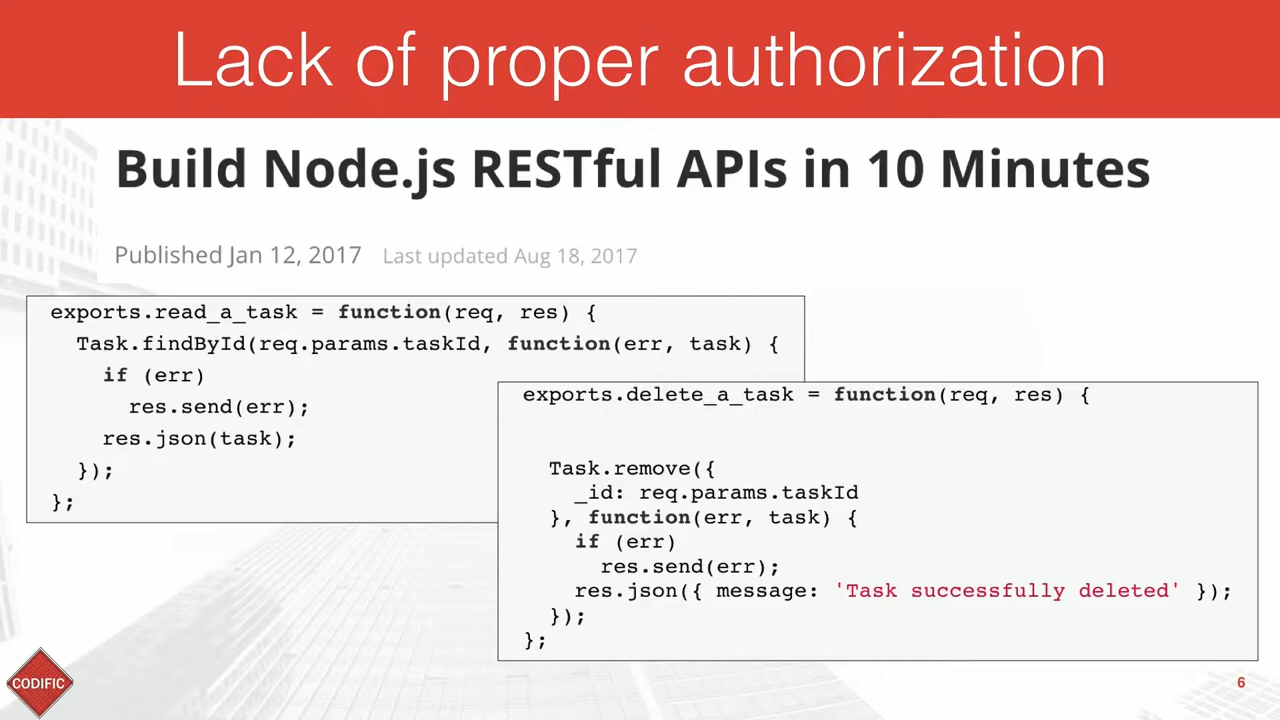 Lack of proper authorization
Build Node.js RESTful APIs in 10 Minutes
Published Jan 12, 2017 Last updated Aug 18, 2017
exports.read_a_task = function(req, res) {
Task.findById(req.params.taskId, function(err, task) {
if (err)
res.send(err);
res.json(task);
});
};
exports.delete_a_task = function(req, res) {
Task.remove({
_id: req.params.taskId
}, function(err, task) {
if (err)
res.send(err);
res.json({ message: 'Task successfully deleted' });
});
};
CODIFIC
6